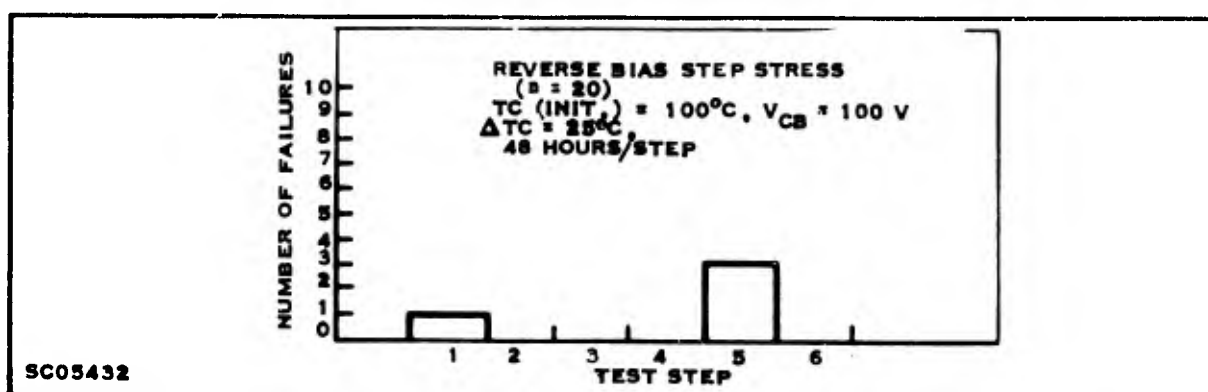 REVERSE BIAS STEP STRESS
(n = 20)
TC (INIT.) = 100°C, V_CB = 100 V
ΔTC = 25°C,
48 HOURS/STEP
NUMBER OF FAILURES
10
9
8
7
6
5
4
3
2
1
0
1 2 3 4 5 6
TEST STEP
SC05432